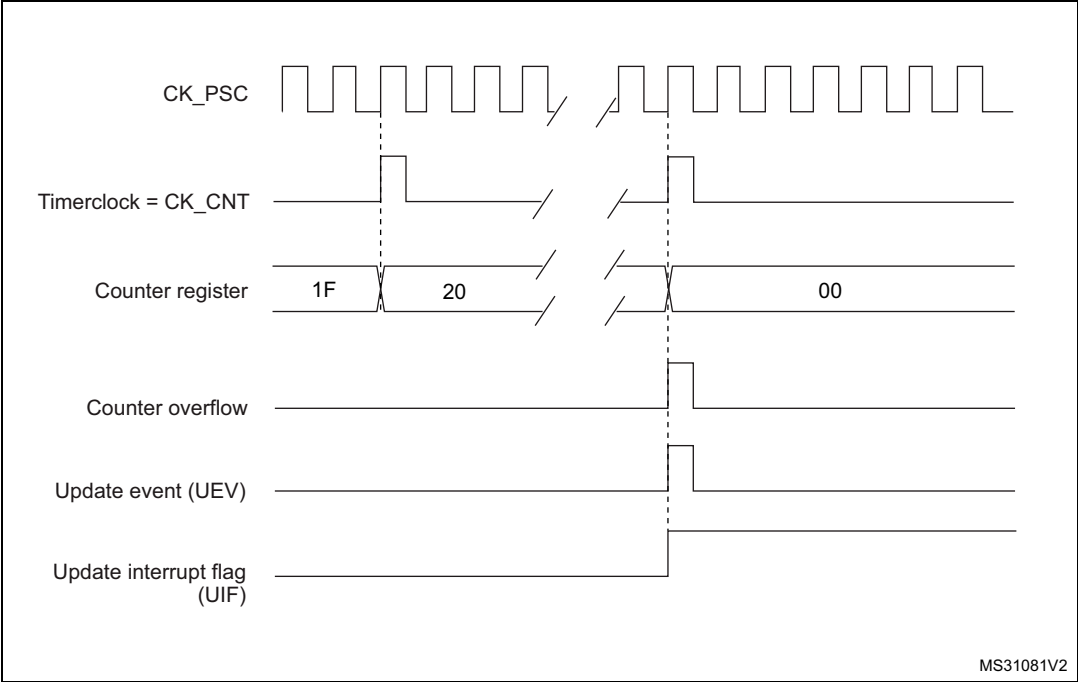 CK_PSC
Timerclock = CK_CNT
Counter register
1F
20
00
Counter overflow
Update event (UEV)
Update interrupt flag
(UIF)
MS31081V2